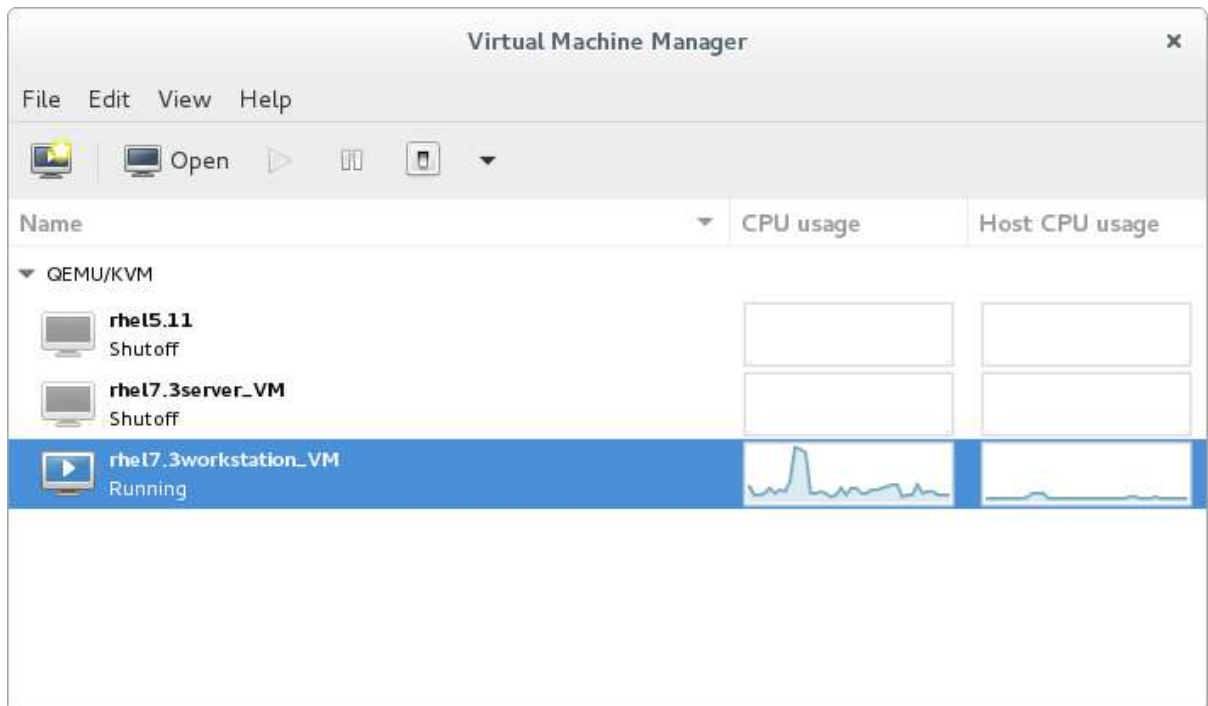 Virtual Machine Manager
File Edit View Help
Open
Name CPU usage Host CPU usage
QEMU/KVM
rhel5.11
Shutoff
rhel7.3server_VM
Shutoff
rhel7.3workstation_VM
Running